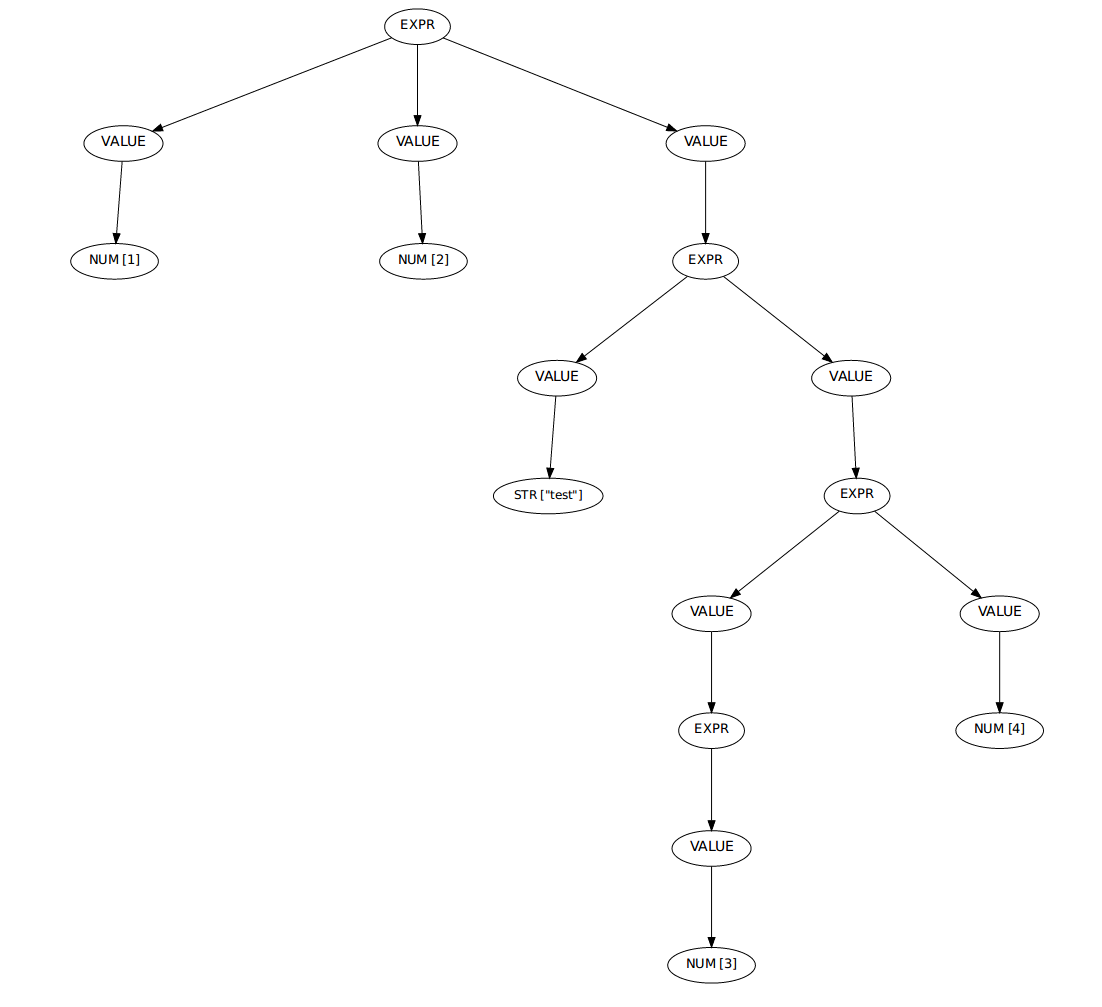 EXPR
VALUE
VALUE
VALUE
NUM [1]
NUM [2]
EXPR
VALUE
VALUE
STR ["test"]
EXPR
VALUE
VALUE
EXPR
NUM [4]
VALUE
NUM [3]